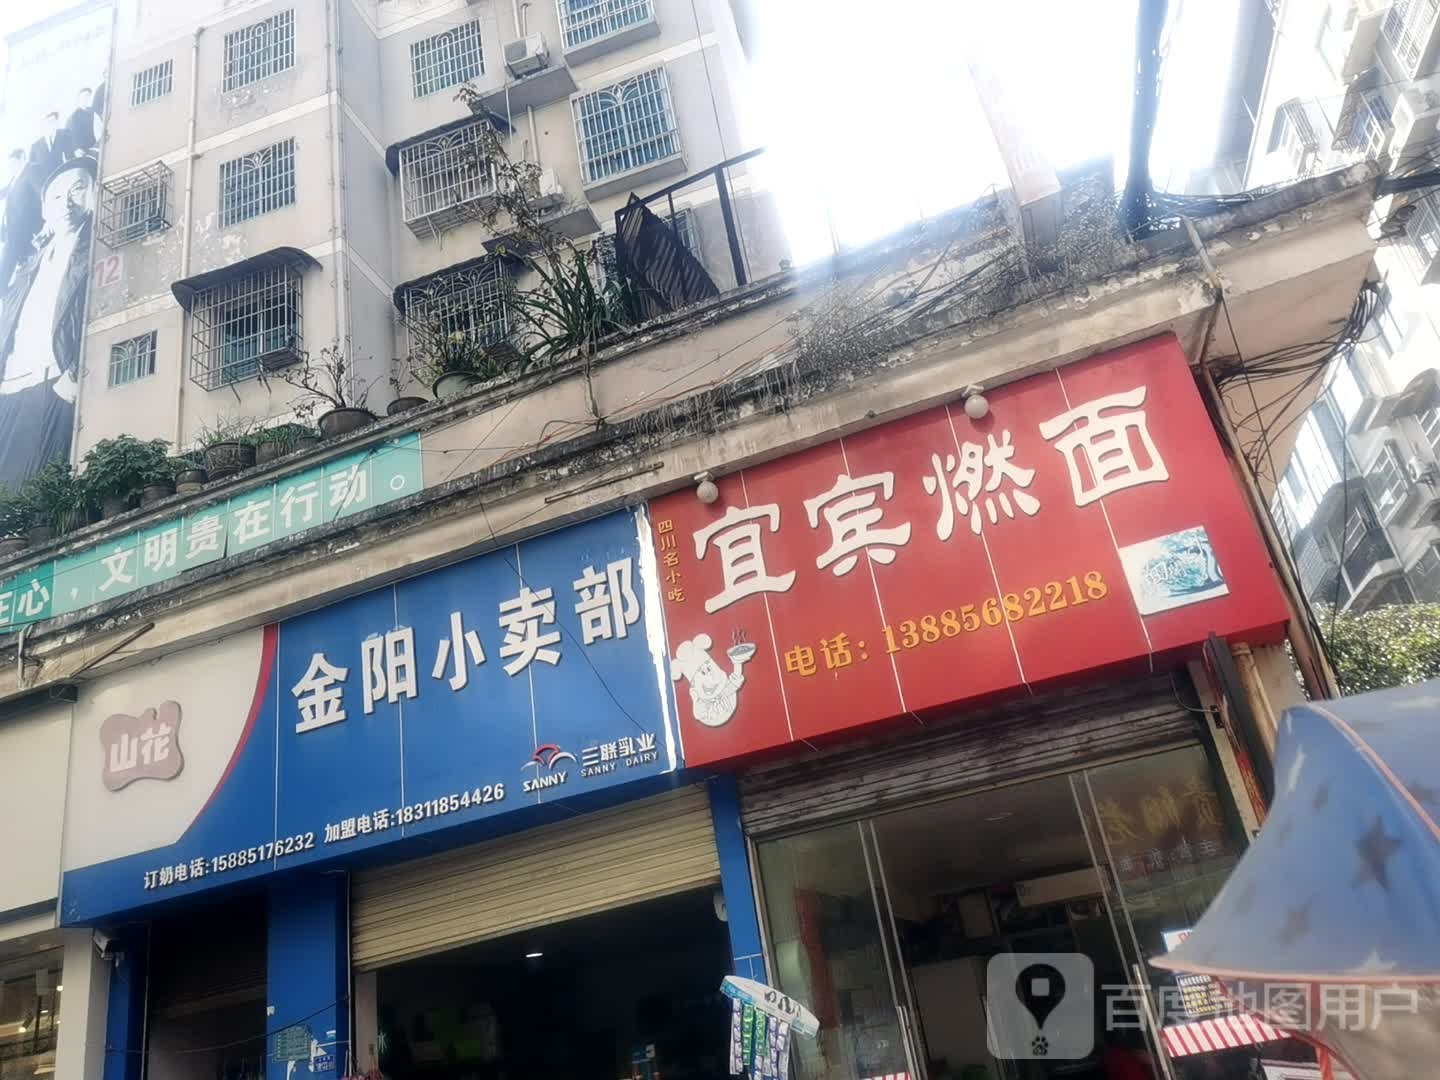 12
在心，文明贵在行动。
山花
金阳小卖部
SANNY
三联乳业
SANNY DAIRY
订奶电话:15885176232 加盟电话:18311854426
四川名小吃
宜宾燃面
电话：13885682218
百度地图用户